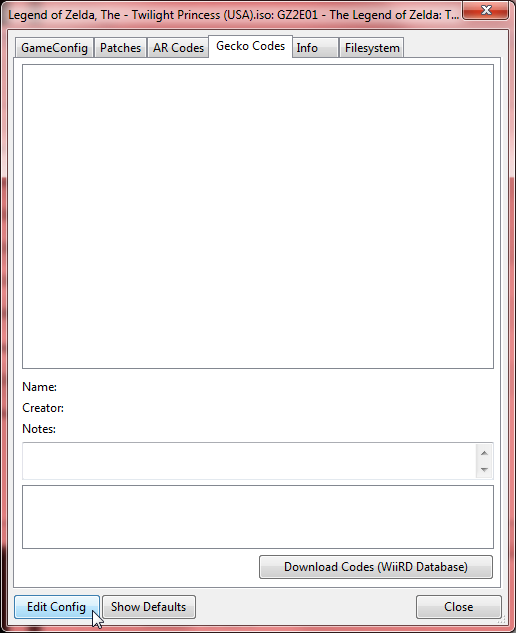 Legend of Zelda, The - Twilight Princess (USA).iso: GZ2E01 - The Legend of Zelda: T...
GameConfig Patches AR Codes Gecko Codes Info Filesystem
Name:
Creator:
Notes:
Download Codes (WiiRD Database)
Edit Config Show Defaults Close